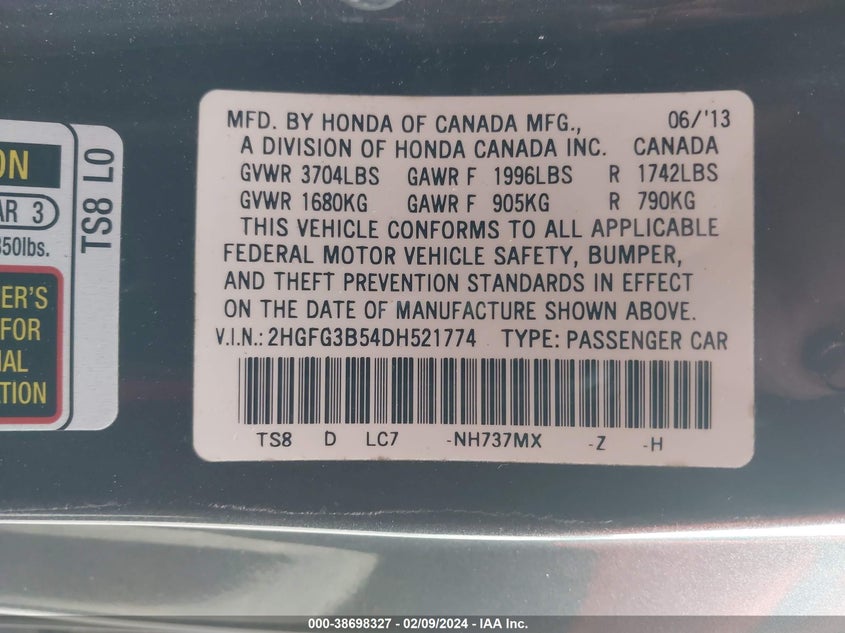 MFD. BY HONDA OF CANADA MFG., 06/'13
A DIVISION OF HONDA CANADA INC. CANADA
GVWR 3704LBS GAWR F 1996LBS R 1742LBS
GVWR 1680KG GAWR F 905KG R 790KG
THIS VEHICLE CONFORMS TO ALL APPLICABLE
FEDERAL MOTOR VEHICLE SAFETY, BUMPER,
AND THEFT PREVENTION STANDARDS IN EFFECT
ON THE DATE OF MANUFACTURE SHOWN ABOVE.
V.I.N.: 2HGFG3B54DH521774 TYPE: PASSENGER CAR
TS8 D LC7 -NH737MX -Z -H
ON
AR 3
350lbs.
ER'S
FOR
NAL
ATION
TS8 L0
000-38698327 - 02/09/2024 - IAA Inc.